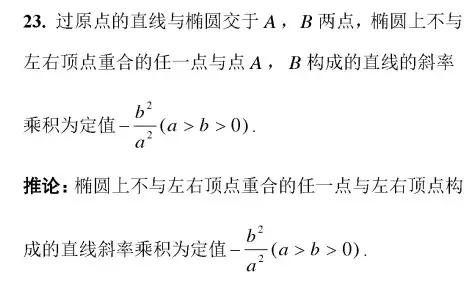 23. 过原点的直线与椭圆交于 A，B 两点，椭圆上不与
左右顶点重合的任一点与点 A，B 构成的直线的斜率
乘积为定值 -\frac{b^2}{a^2}(a > b > 0).
推论：椭圆上不与左右顶点重合的任一点与左右顶点构
成的直线斜率乘积为定值 -\frac{b^2}{a^2}(a > b > 0).